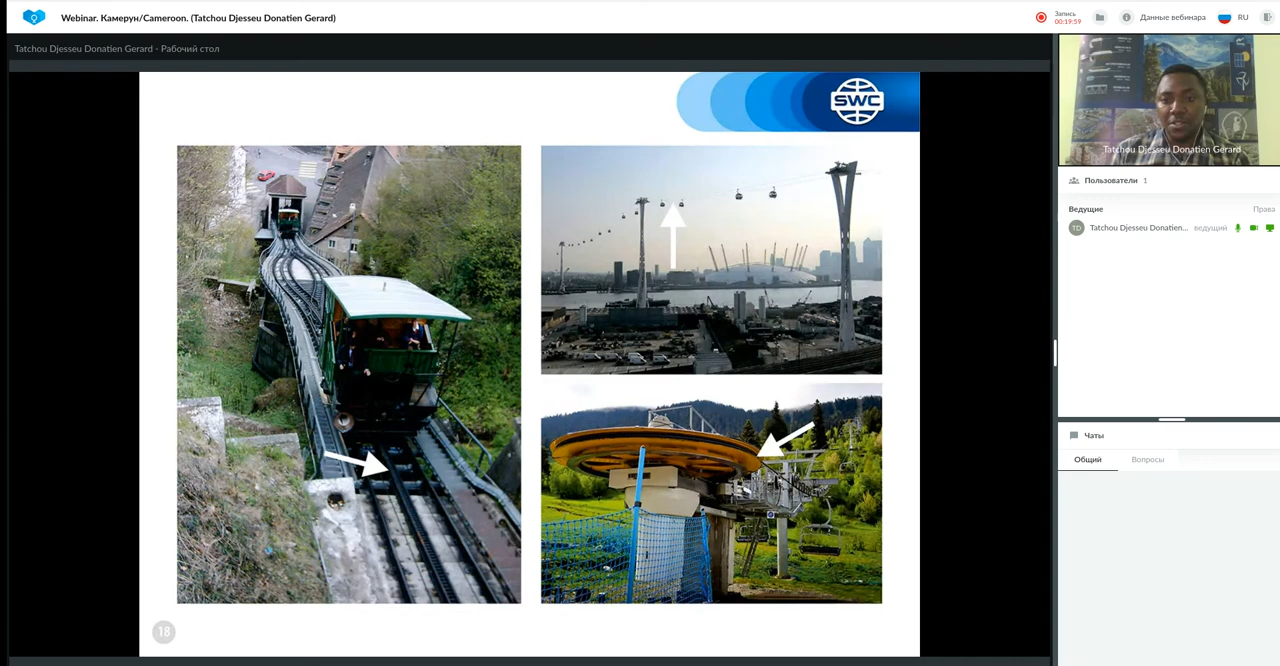 Webinar. Камерун/Cameroon. (Tatchou Djesseu Donatien Gerard)
Запись
00:19:59
Данные вебинара
RU
Tatchou Djesseu Donatien Gerard - Рабочий стол
SWC
18
Tatchou Djesseu Donatien Gerard
Пользователи 1
Ведущие
Права
TD
Tatchou Djesseu Donatien...
ведущий
Чаты
Общий
Вопросы